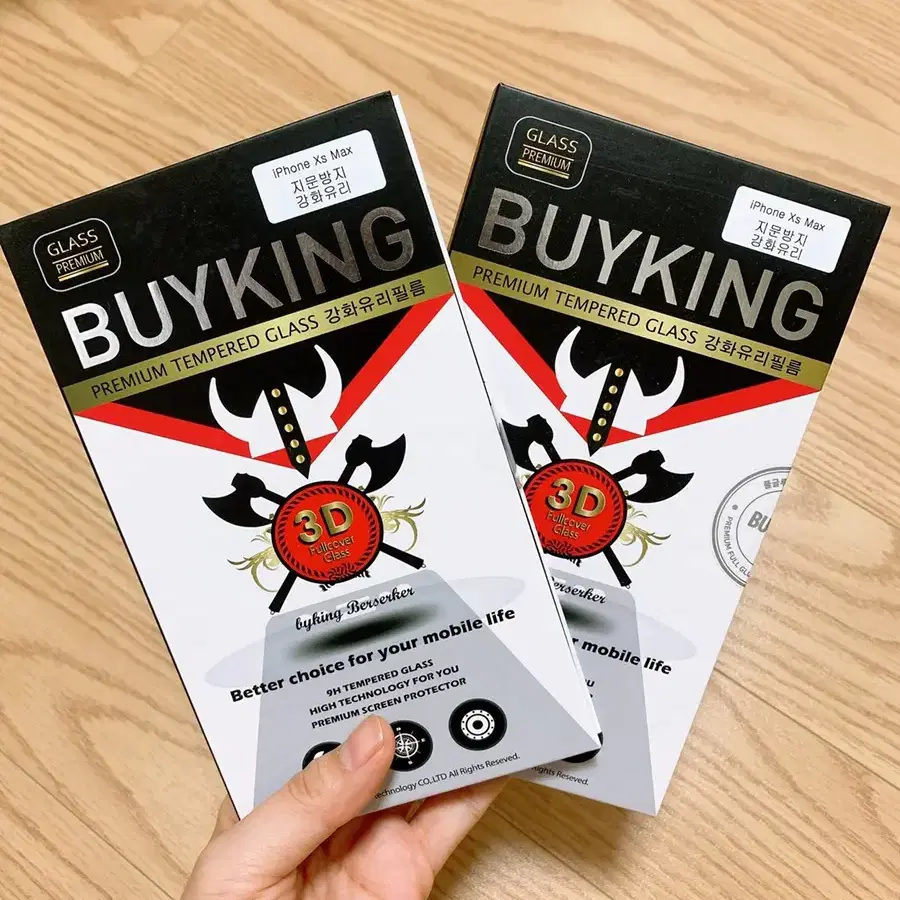 GLASS
PREMIUM
iPhone Xs Max
지문방지
강화유리
BUYKING
PREMIUM TEMPERED GLASS 강화유리필름
3D
Fullcover
Glass
byking Berserker
Better choice for your mobile life
9H TEMPERED GLASS
HIGH TECHNOLOGY FOR YOU
PREMIUM SCREEN PROTECTOR
CO.,LTD All Rights Reseved.
GLASS
PREMIUM
iPhone Xs Max
지문방지
강화유리
BUYKING
PREMIUM TEMPERED GLASS 강화유리필름
3D
Fullcover
Glass
BU
PREMIUM FULL
Berserker
mobile life
Reseved.